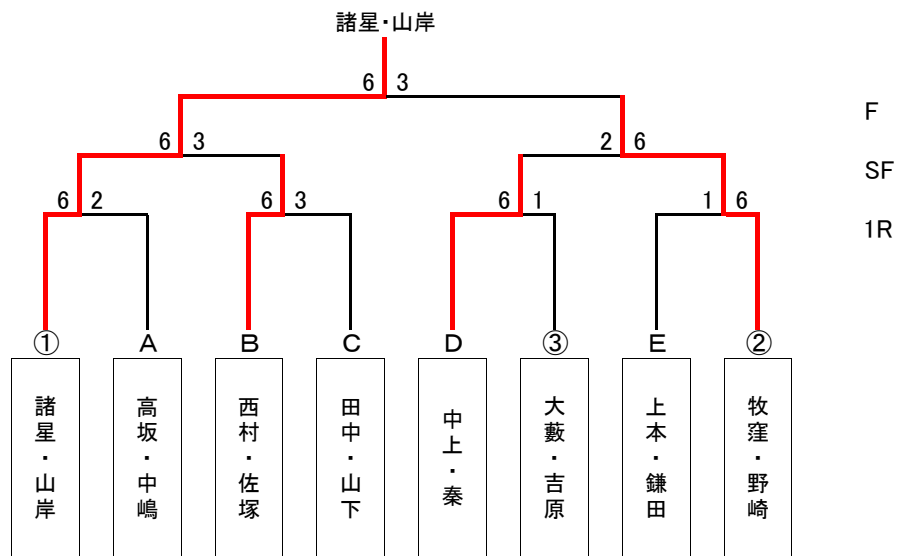 諸星・山岸
6 3
F
6 3 2 6
SF
6 2 6 3 6 1 1 6
1R
① A B C D ③ E ②
諸星・山岸
高坂・中嶋
西村・佐塚
田中・山下
中上・秦
大藪・吉原
上本・鎌田
牧窪・野崎